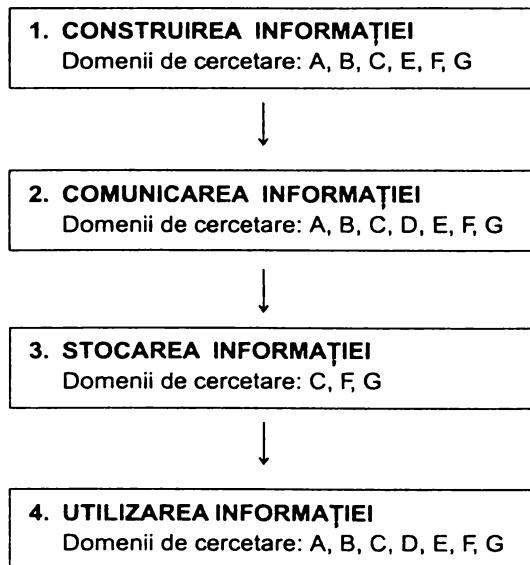 1. CONSTRUIREA INFORMAȚIEI
Domenii de cercetare: A, B, C, E, F, G
2. COMUNICAREA INFORMAȚIEI
Domenii de cercetare: A, B, C, D, E, F, G
3. STOCAREA INFORMAȚIEI
Domenii de cercetare: C, F, G
4. UTILIZAREA INFORMAȚIEI
Domenii de cercetare: A, B, C, D, E, F, G